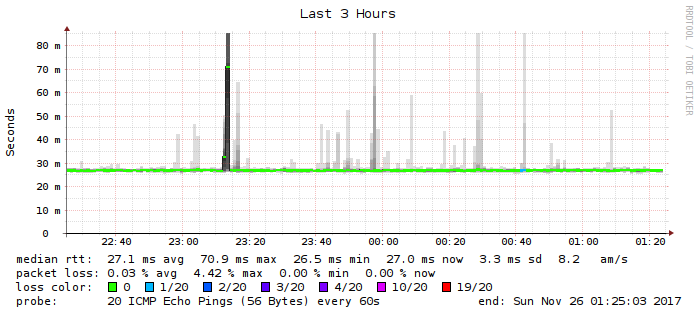 Last 3 Hours
RRDTOOL / TOBI OETIKER
Seconds
80 m
70 m
60 m
50 m
40 m
30 m
20 m
10 m
0
22:40 23:00 23:20 23:40 00:00 00:20 00:40 01:00 01:20
median rtt: 27.1 ms avg 70.9 ms max 26.5 ms min 27.0 ms now 3.3 ms sd 8.2 am/s
packet loss: 0.03 % avg 4.42 % max 0.00 % min 0.00 % now
loss color: 0 1/20 2/20 3/20 4/20 10/20 19/20
probe: 20 ICMP Echo Pings (56 Bytes) every 60s end: Sun Nov 26 01:25:03 2017